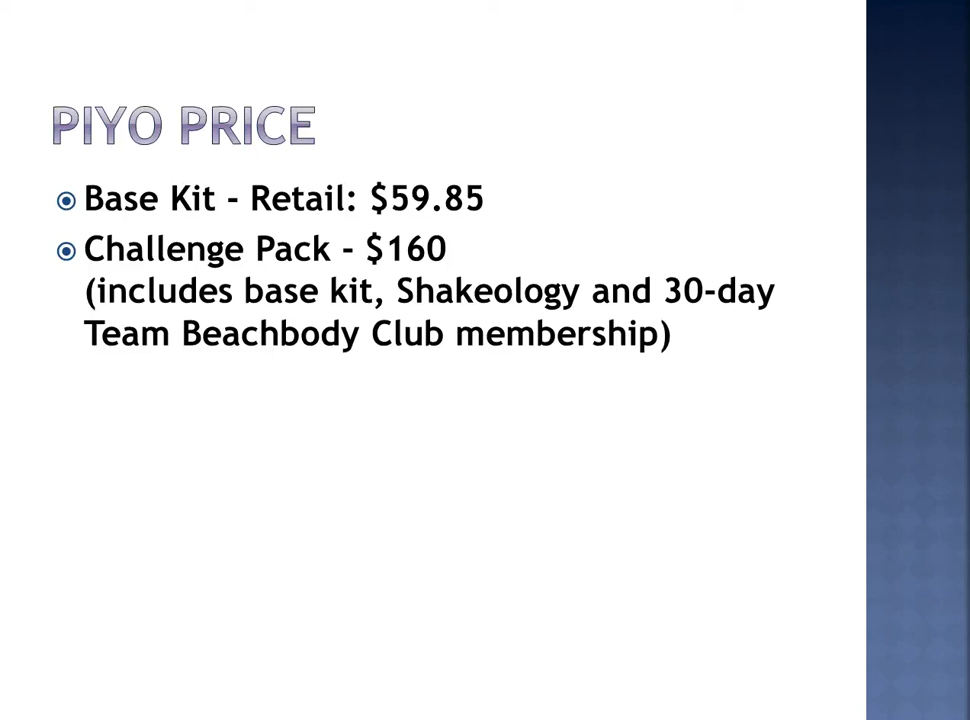 PIYO PRICE
Base Kit - Retail: $59.85
Challenge Pack - $160
(includes base kit, Shakeology and 30-day
Team Beachbody Club membership)